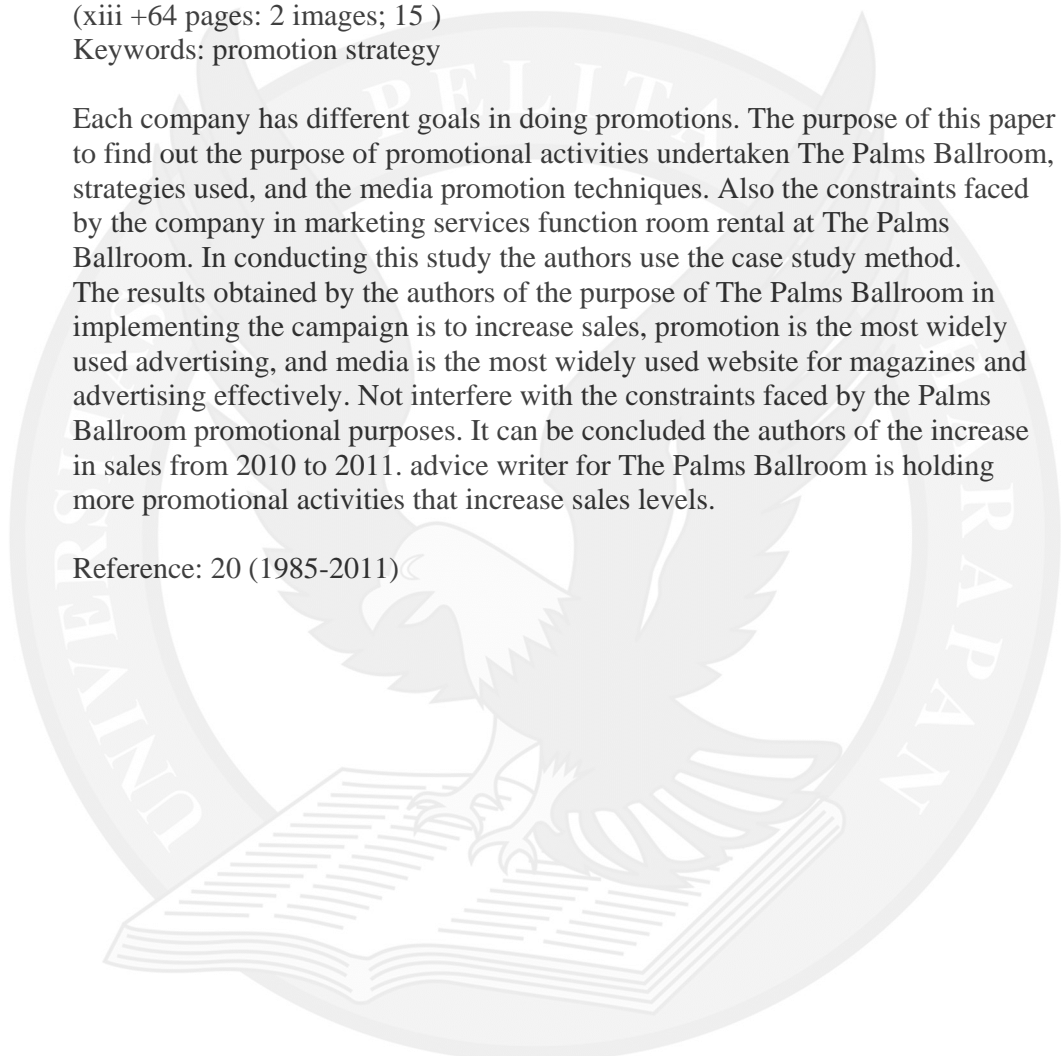 (xiii +64 pages: 2 images; 15 )
Keywords: promotion strategy
Each company has different goals in doing promotions. The purpose of this paper
to find out the purpose of promotional activities undertaken The Palms Ballroom,
strategies used, and the media promotion techniques. Also the constraints faced
by the company in marketing services function room rental at The Palms
Ballroom. In conducting this study the authors use the case study method.
The results obtained by the authors of the purpose of The Palms Ballroom in
implementing the campaign is to increase sales, promotion is the most widely
used advertising, and media is the most widely used website for magazines and
advertising effectively. Not interfere with the constraints faced by the Palms
Ballroom promotional purposes. It can be concluded the authors of the increase
in sales from 2010 to 2011. advice writer for The Palms Ballroom is holding
more promotional activities that increase sales levels.
Reference: 20 (1985-2011)
UNIVERSITAS PELITA HARAPAN